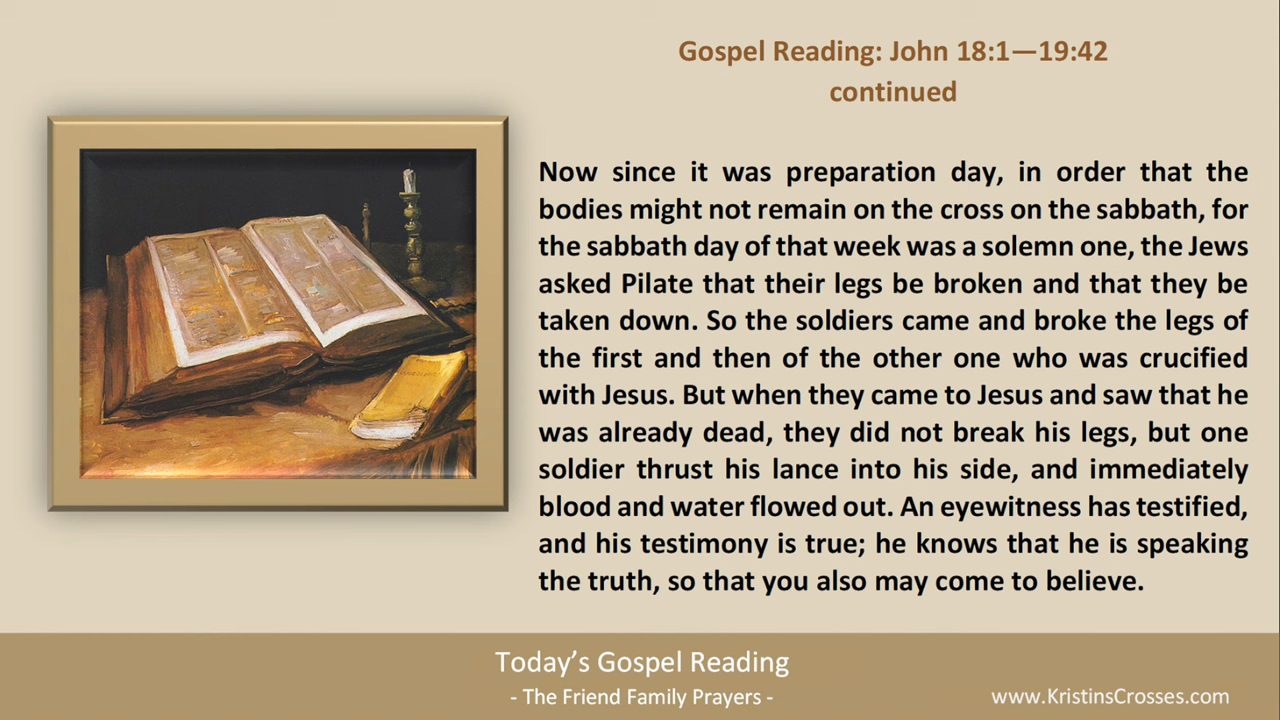 Gospel Reading: John 18:1—19:42
continued
Now since it was preparation day, in order that the
bodies might not remain on the cross on the sabbath, for
the sabbath day of that week was a solemn one, the Jews
asked Pilate that their legs be broken and that they be
taken down. So the soldiers came and broke the legs of
the first and then of the other one who was crucified
with Jesus. But when they came to Jesus and saw that he
was already dead, they did not break his legs, but one
soldier thrust his lance into his side, and immediately
blood and water flowed out. An eyewitness has testified,
and his testimony is true; he knows that he is speaking
the truth, so that you also may come to believe.
Today’s Gospel Reading
- The Friend Family Prayers -
www.KristinsCrosses.com